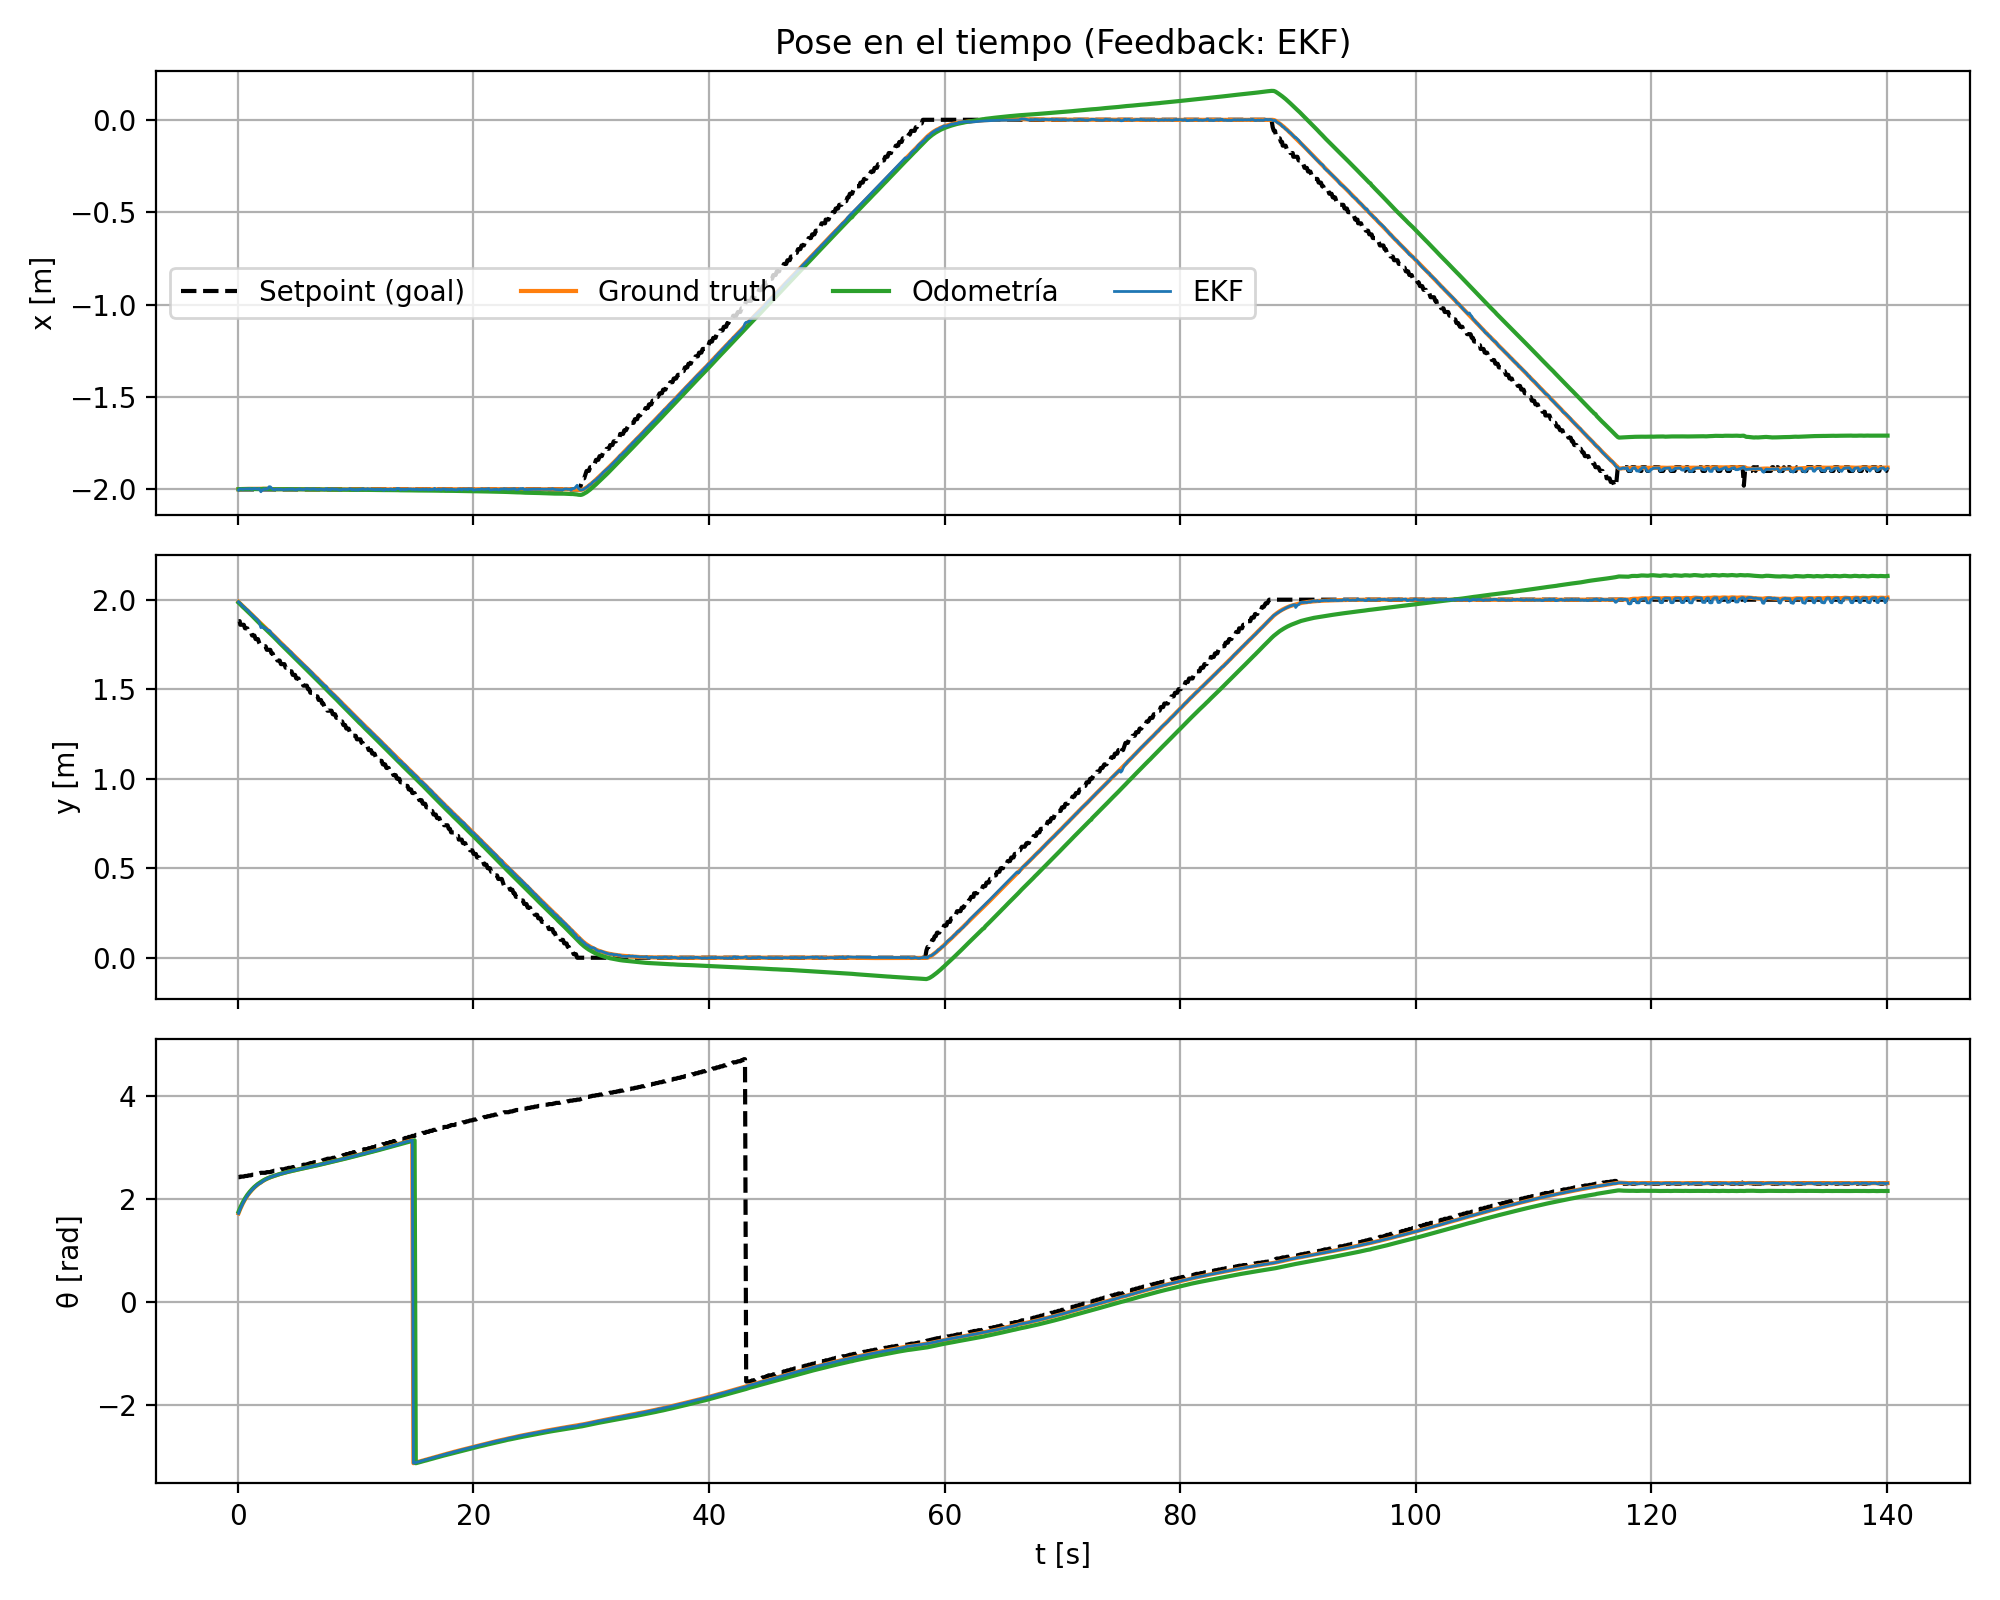 Pose en el tiempo (Feedback: EKF)
0.0
−0.5
−1.0
−1.5
−2.0
x [m]
Setpoint (goal) Ground truth Odometría EKF
2.0
1.5
1.0
0.5
0.0
y [m]
4
2
0
−2
θ [rad]
0 20 40 60 80 100 120 140
t [s]